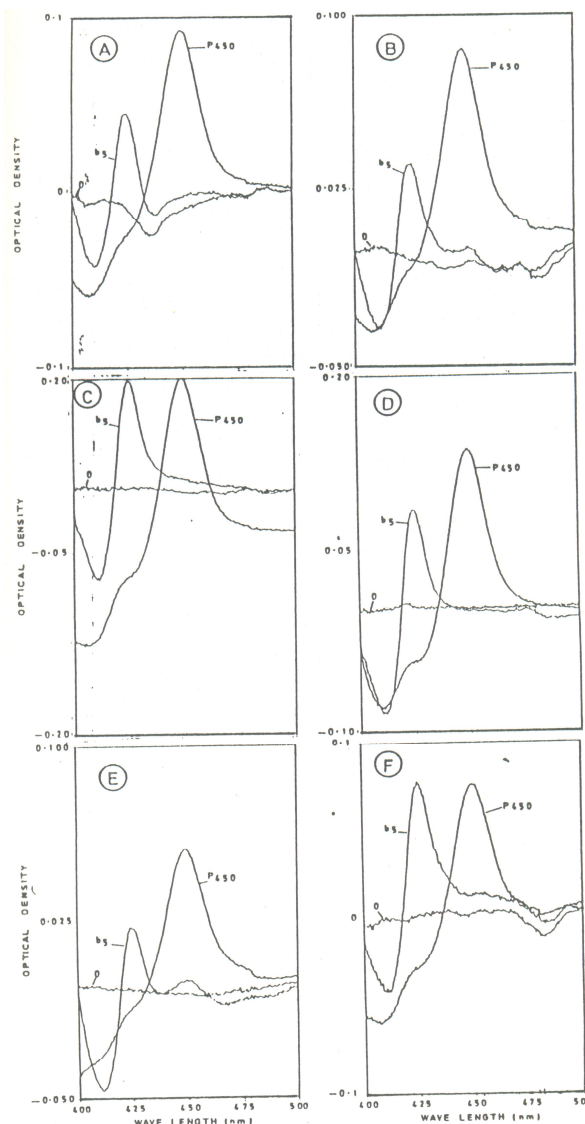 0.1
A
P450
b5
0
0.
OPTICAL DENSITY
-0.1
0.100
B
P450
b5
0.025
0
-0.050
0.20
C
b5
P450
0
-0.05
OPTICAL DENSITY
-0.20
0.20
D
P450
b5
0.05
0
-0.10
0.100
E
P450
b5
0.025
0
OPTICAL DENSITY
-0.050
400 425 450 475 500
WAVE LENGTH (nm)
0.1
F
b5
P450
0
0
-0.1
400 425 450 475 50
WAVE LENGTH (nm)